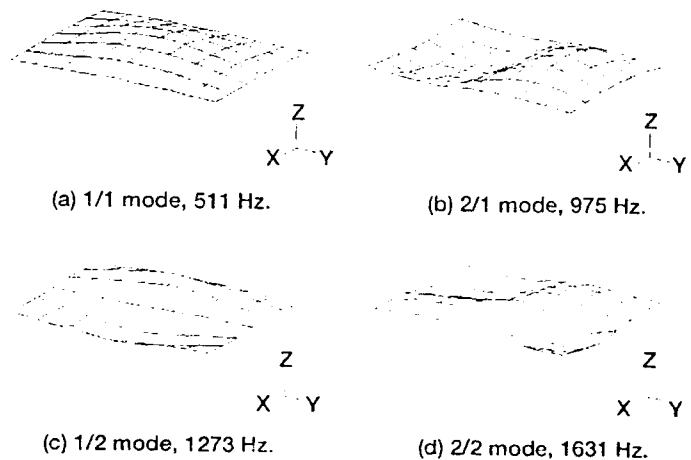 Z
X Y
(a) 1/1 mode, 511 Hz.
Z
X Y
(b) 2/1 mode, 975 Hz.
Z
X Y
(c) 1/2 mode, 1273 Hz.
Z
X Y
(d) 2/2 mode, 1631 Hz.